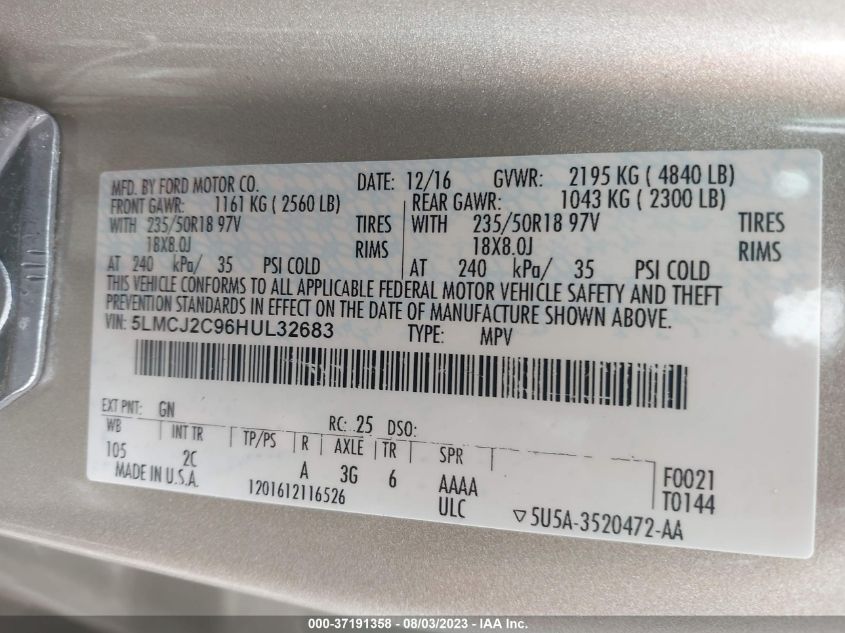 MFD. BY FORD MOTOR CO. DATE: 12/16 GVWR: 2195 KG ( 4840 LB)
FRONT GAWR: 1161 KG ( 2560 LB) REAR GAWR: 1043 KG ( 2300 LB)
WITH 235/50R18 97V TIRES WITH 235/50R18 97V TIRES
18X8.0J RIMS 18X8.0J RIMS
AT 240 kPa/ 35 PSI COLD AT 240 kPa/ 35 PSI COLD
THIS VEHICLE CONFORMS TO ALL APPLICABLE FEDERAL MOTOR VEHICLE SAFETY AND THEFT
PREVENTION STANDARDS IN EFFECT ON THE DATE OF MANUFACTURE SHOWN ABOVE.
VIN: 5LMCJ2C96HUL32683 TYPE: MPV
EXT PNT: GN RC: 25 DSO:
WB INT TR TP/PS R AXLE TR SPR
105 2C A 3G 6 AAAA F0021
MADE IN U.S.A. ULC T0144
1201612116526 ▽5U5A-3520472-AA
000-37191358 - 08/03/2023 - IAA Inc.